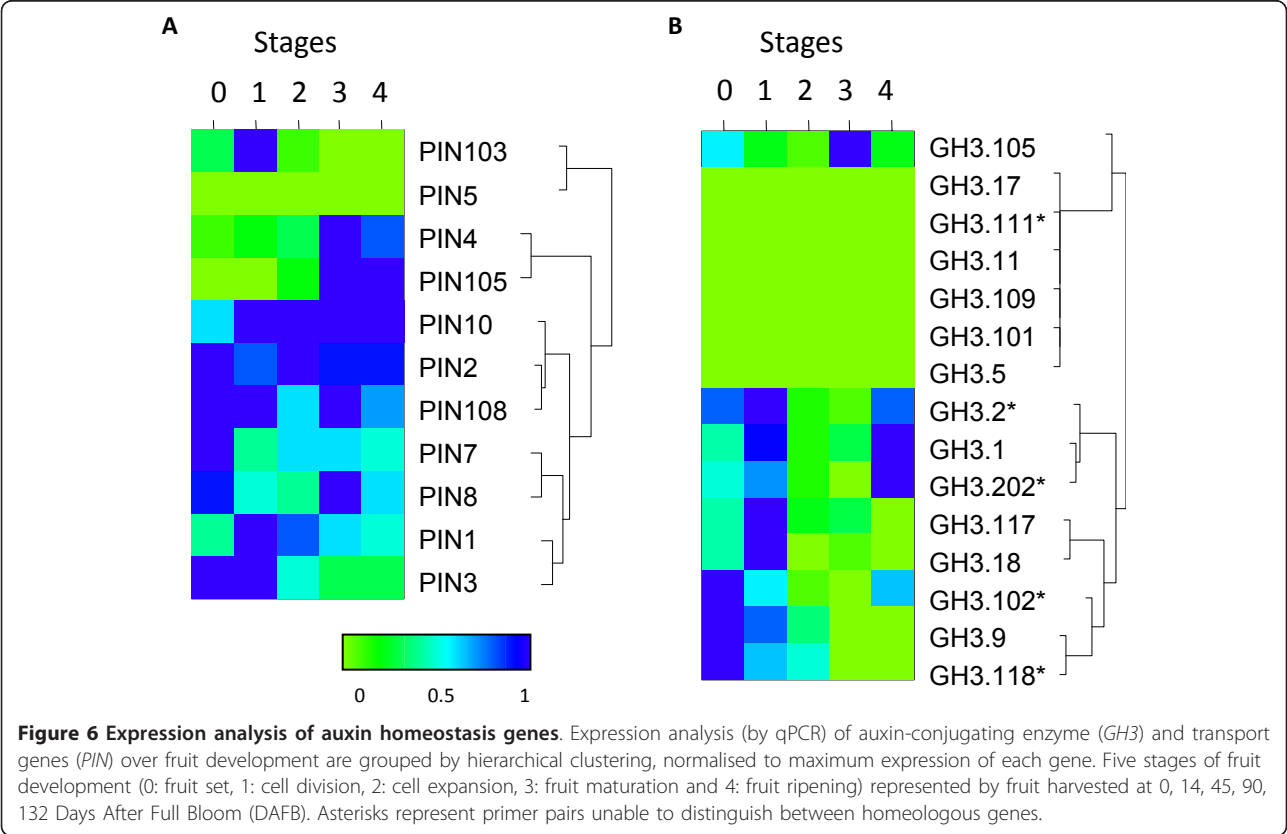 A
Stages
0 1 2 3 4
PIN103
PIN5
PIN4
PIN105
PIN10
PIN2
PIN108
PIN7
PIN8
PIN1
PIN3
0 0.5 1
B
Stages
0 1 2 3 4
GH3.105
GH3.17
GH3.111*
GH3.11
GH3.109
GH3.101
GH3.5
GH3.2*
GH3.1
GH3.202*
GH3.117
GH3.18
GH3.102*
GH3.9
GH3.118*
Figure 6 Expression analysis of auxin homeostasis genes. Expression analysis (by qPCR) of auxin-conjugating enzyme (GH3) and transport
genes (PIN) over fruit development are grouped by hierarchical clustering, normalised to maximum expression of each gene. Five stages of fruit
development (0: fruit set, 1: cell division, 2: cell expansion, 3: fruit maturation and 4: fruit ripening) represented by fruit harvested at 0, 14, 45, 90,
132 Days After Full Bloom (DAFB). Asterisks represent primer pairs unable to distinguish between homeologous genes.